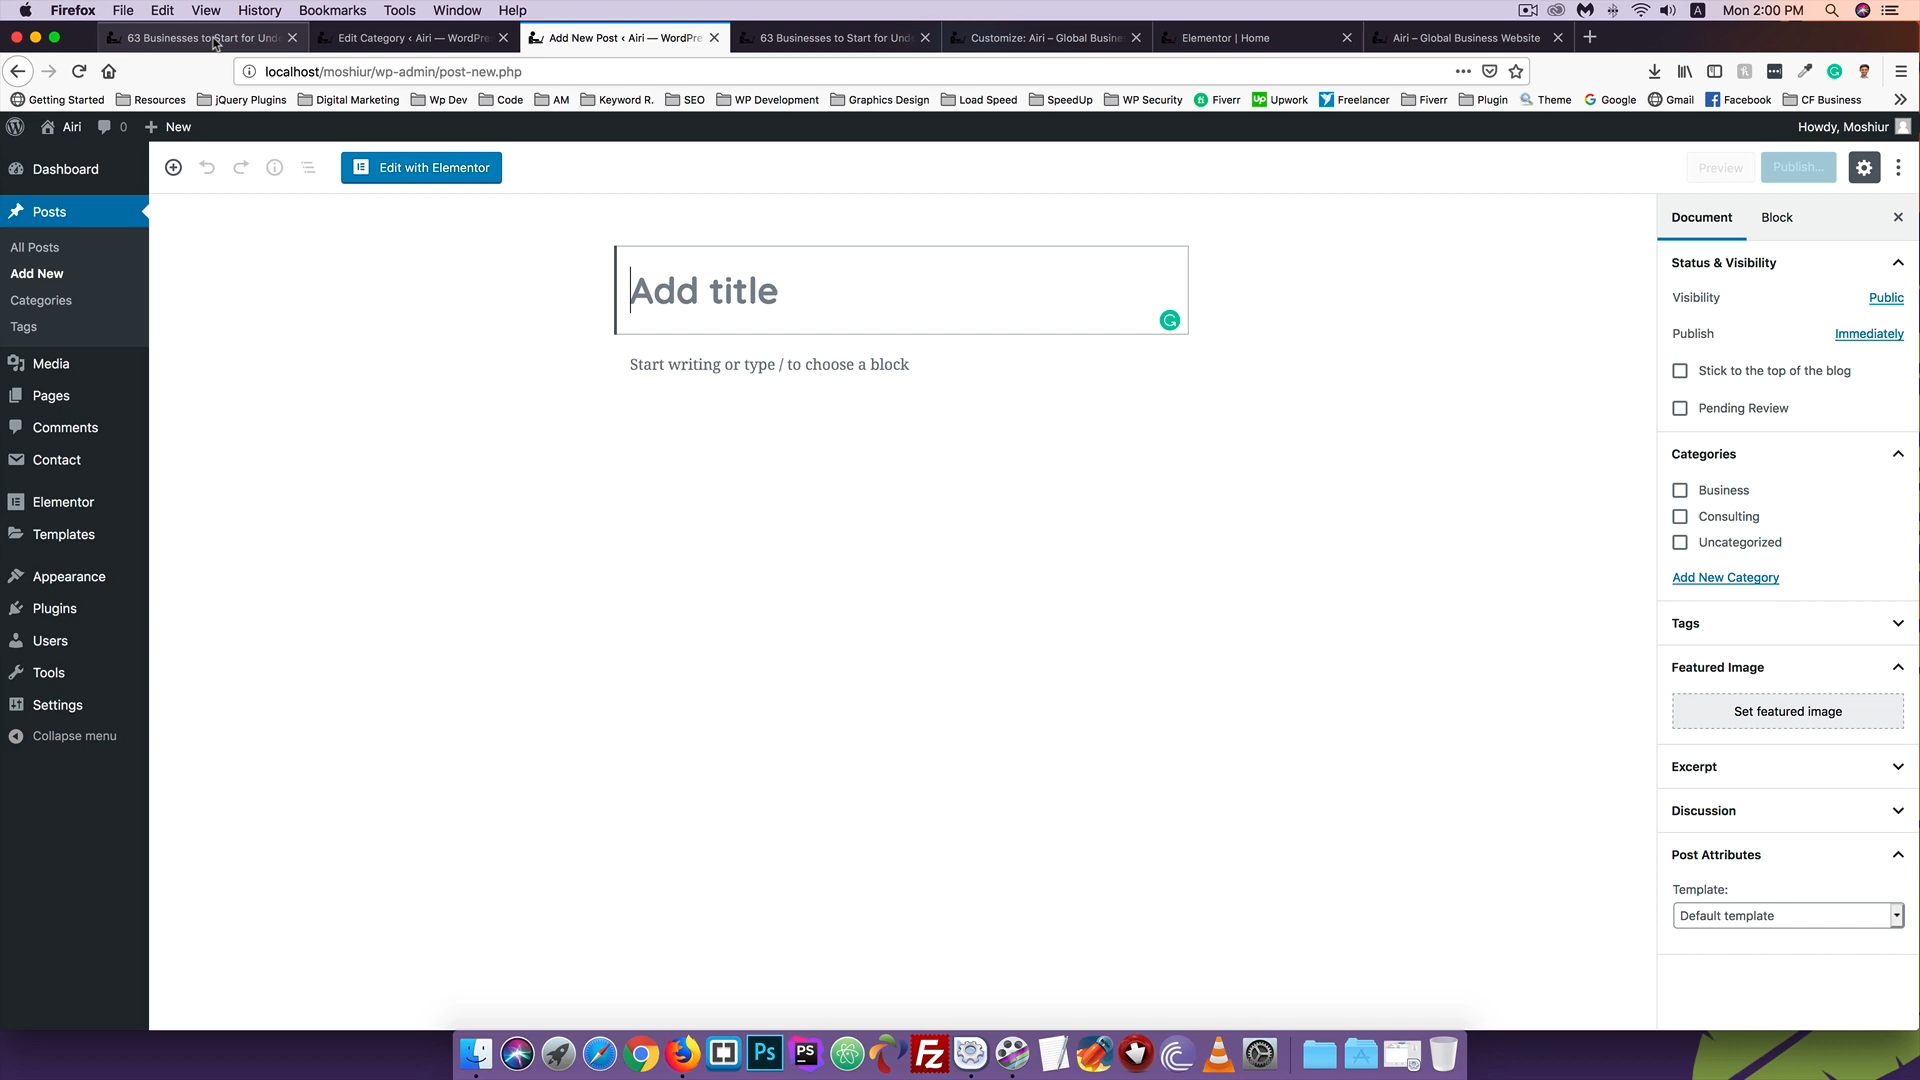 Firefox File Edit View History Bookmarks Tools Window Help
A Mon 2:00 PM
63 Businesses to Start for Und
Edit Category ‹ Airi — WordPre
Add New Post ‹ Airi — WordPre
63 Businesses to Start for Und
Customize: Airi – Global Busine
Elementor | Home
Airi – Global Business Website
localhost/moshiur/wp-admin/post-new.php
Getting Started Resources jQuery Plugins Digital Marketing Wp Dev Code AM Keyword R. SEO WP Development Graphics Design Load Speed SpeedUp WP Security Fiverr Upwork Freelancer Fiverr Plugin Theme Google Gmail Facebook CF Business
Airi 0 New
Howdy, Moshiur
Dashboard
Posts
All Posts
Add New
Categories
Tags
Media
Pages
Comments
Contact
Elementor
Templates
Appearance
Plugins
Users
Tools
Settings
Collapse menu
Edit with Elementor
Preview
Publish...
Add title
Start writing or type / to choose a block
Document
Block
Status & Visibility
Visibility Public
Publish Immediately
Stick to the top of the blog
Pending Review
Categories
Business
Consulting
Uncategorized
Add New Category
Tags
Featured Image
Set featured image
Excerpt
Discussion
Post Attributes
Template:
Default template
Ps
PS
FZ